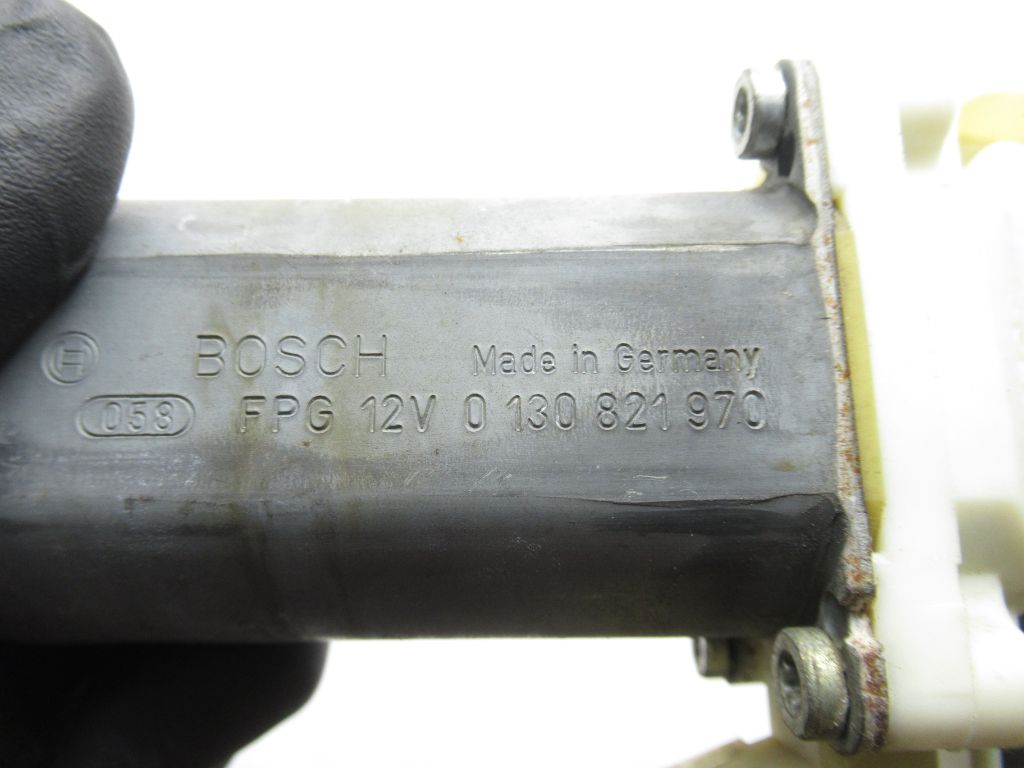 BOSCH Made in Germany
058 FPG 12V 0 130 821 970